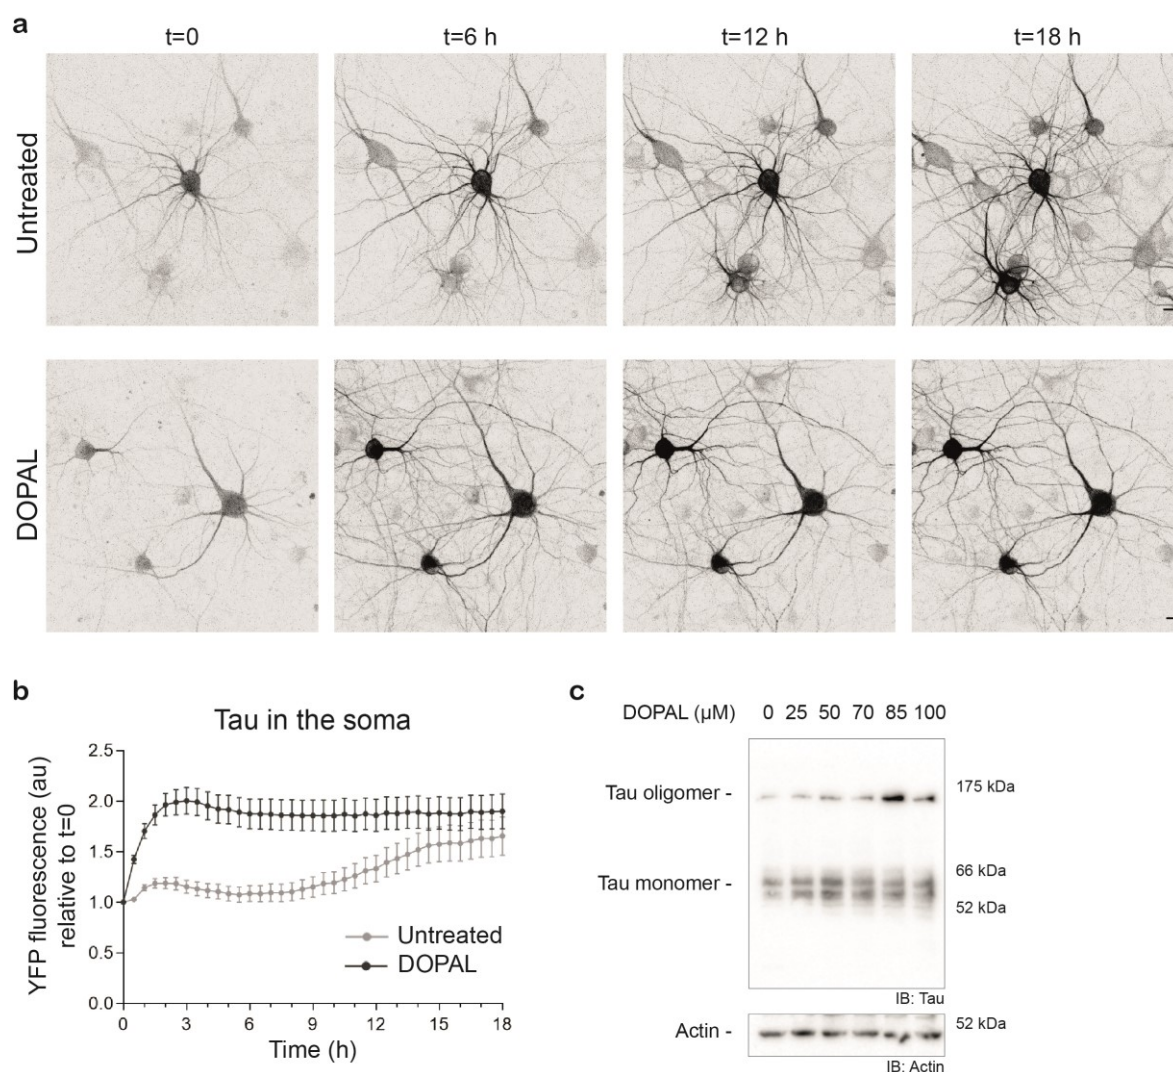 a
t=0 t=6 h t=12 h t=18 h
Untreated
DOPAL
b
Tau in the soma
YFP fluorescence (au)
relative to t=0
2.5
2.0
1.5
1.0
0.5
0.0
Untreated
DOPAL
0 3 6 9 12 15 18
Time (h)
c
DOPAL (µM) 0 25 50 70 85 100
Tau oligomer - 175 kDa
66 kDa
Tau monomer -
52 kDa
IB: Tau
Actin - 52 kDa
IB: Actin